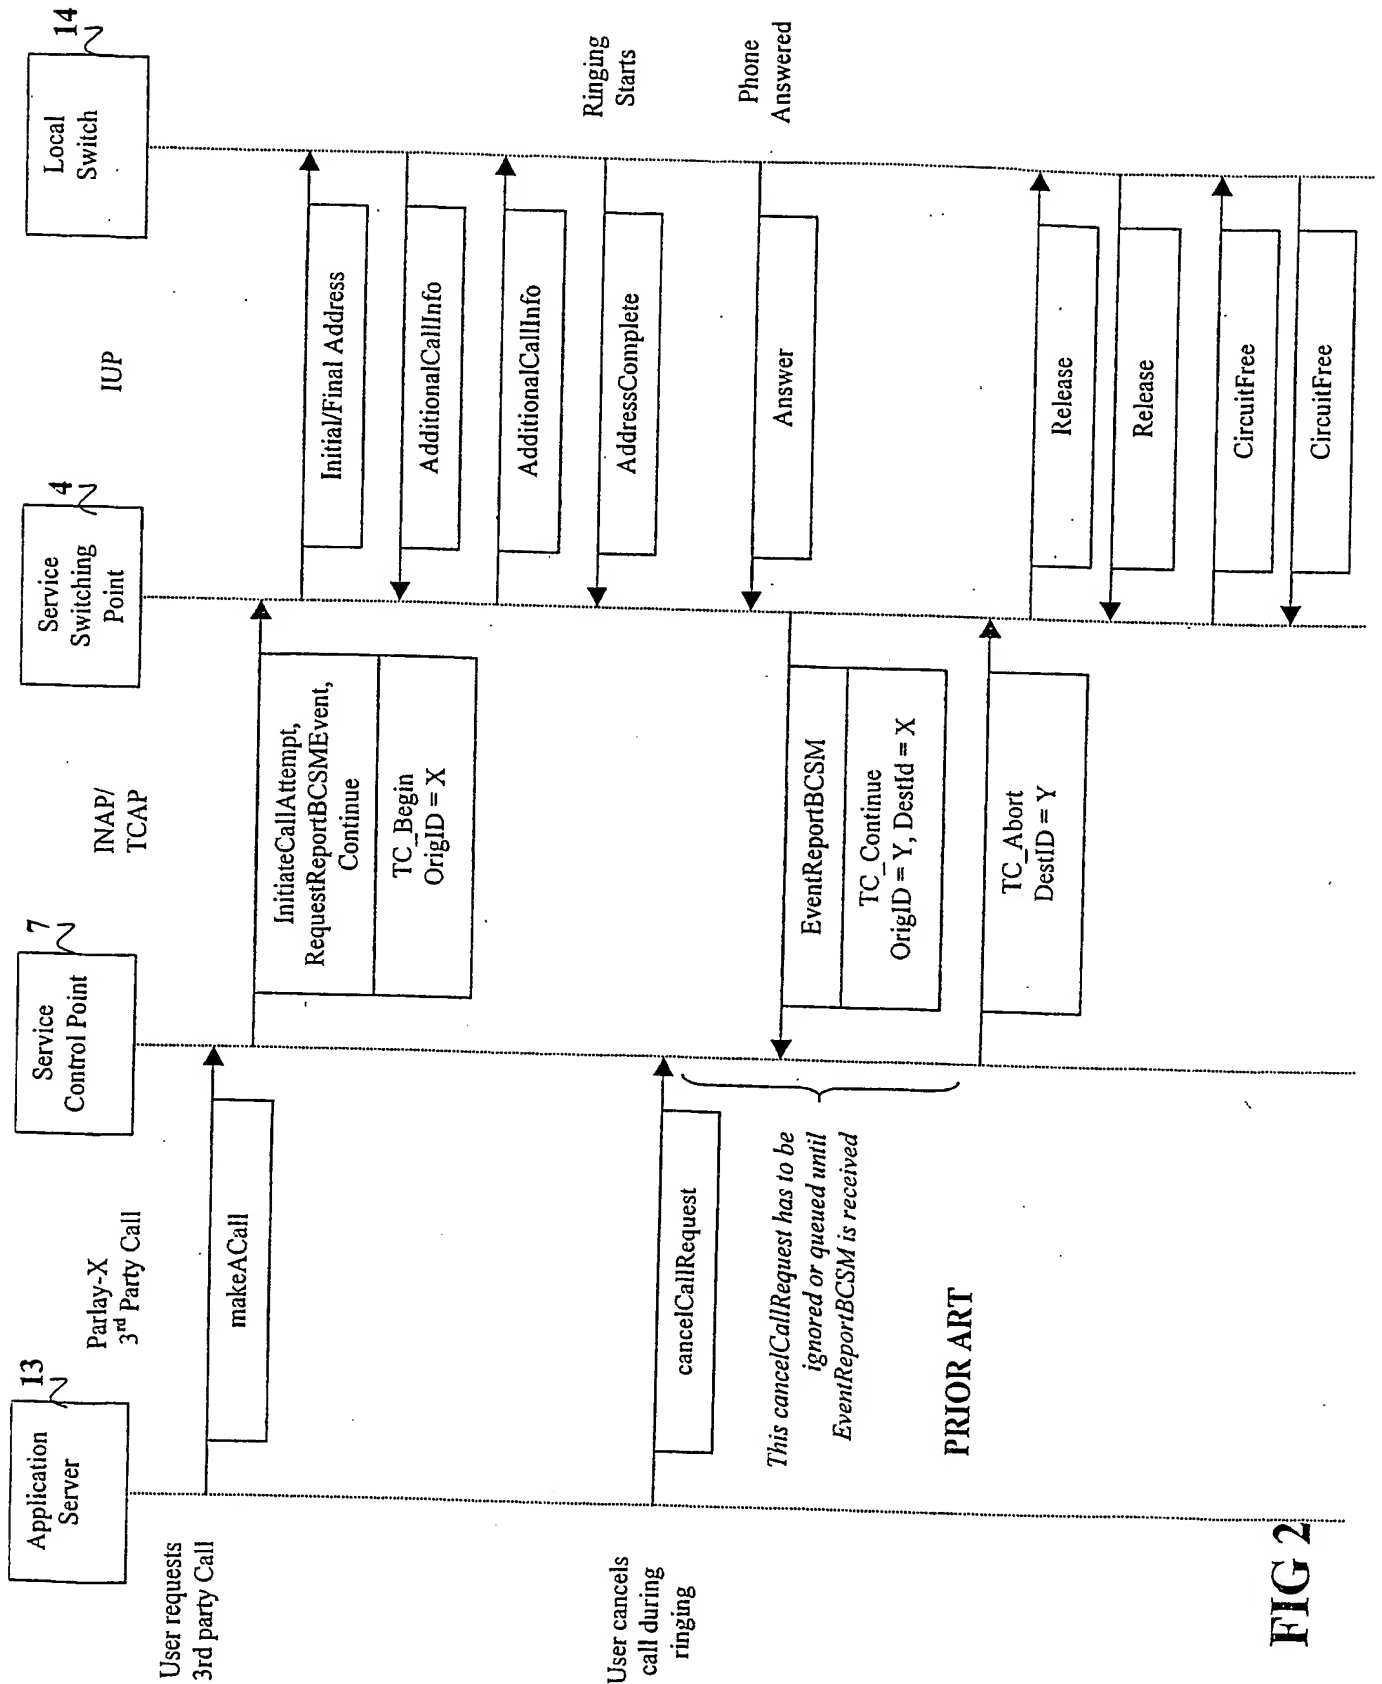 Application
Server
13
Service
Control Point
7
Service
Switching
Point
4
Local
Switch
14
Parlay-X
3rd Party Call
INAP/
TCAP
IUP
User requests
3rd party Call
makeACall
InitiateCallAttempt,
RequestReportBCSMEvent,
Continue
TC_Begin
OrigID = X
Initial/Final Address
AdditionalCallInfo
AdditionalCallInfo
AddressComplete
Ringing
Starts
User cancels
call during
ringing
cancelCallRequest
This cancelCallRequest has to be
ignored or queued until
EventReportBCSM is received
Answer
Phone
Answered
EventReportBCSM
TC_Continue
OrigID = Y, DestId = X
TC_Abort
DestID = Y
Release
Release
CircuitFree
CircuitFree
PRIOR ART
FIG 2